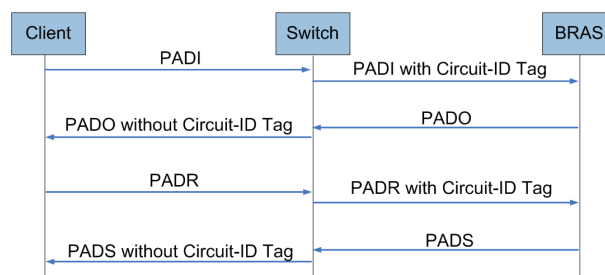 Client
Switch
BRAS
PADI
PADI with Circuit-ID Tag
PADO
PADO without Circuit-ID Tag
PADR
PADR with Circuit-ID Tag
PADS
PADS without Circuit-ID Tag